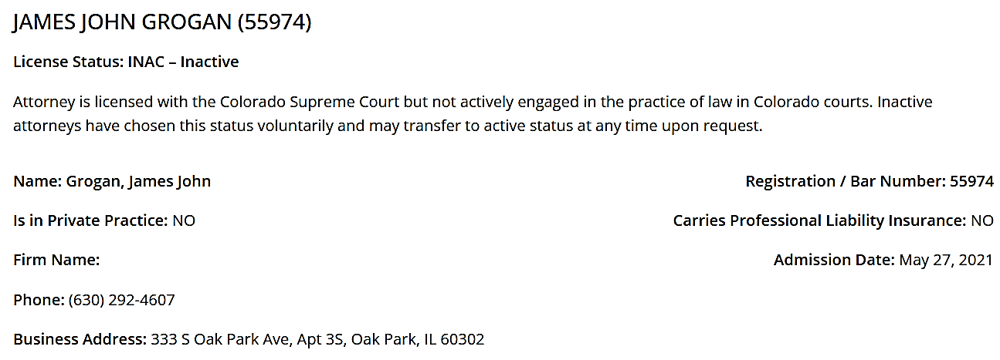 JAMES JOHN GROGAN (55974)
License Status: INAC – Inactive
Attorney is licensed with the Colorado Supreme Court but not actively engaged in the practice of law in Colorado courts. Inactive
attorneys have chosen this status voluntarily and may transfer to active status at any time upon request.
Name: Grogan, James John
Registration / Bar Number: 55974
Is in Private Practice: NO
Carries Professional Liability Insurance: NO
Firm Name:
Admission Date: May 27, 2021
Phone: (630) 292-4607
Business Address: 333 S Oak Park Ave, Apt 3S, Oak Park, IL 60302